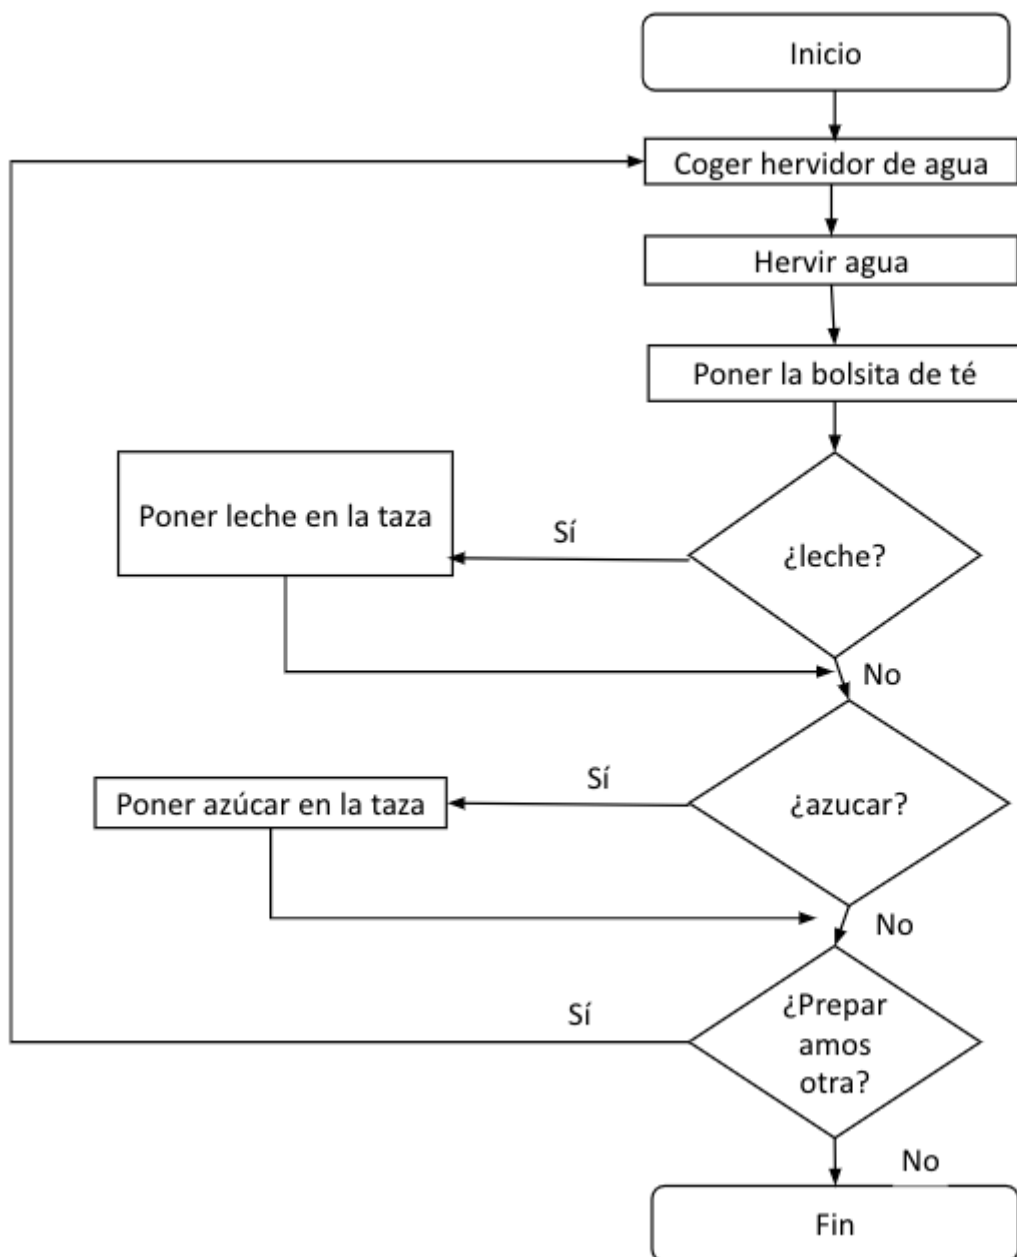 Inicio
Coger hervidor de agua
Hervir agua
Poner la bolsita de té
Poner leche en la taza
Sí
¿leche?
No
Poner azúcar en la taza
Sí
¿azucar?
No
Sí
¿Prepar
amos
otra?
No
Fin